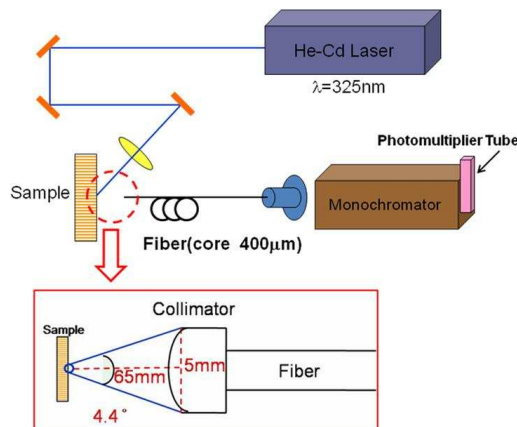 He-Cd Laser
λ=325nm
Photomultiplier Tube
Sample
Monochromator
Fiber(core 400μm)
Collimator
Sample
65mm
5mm
Fiber
4.4°